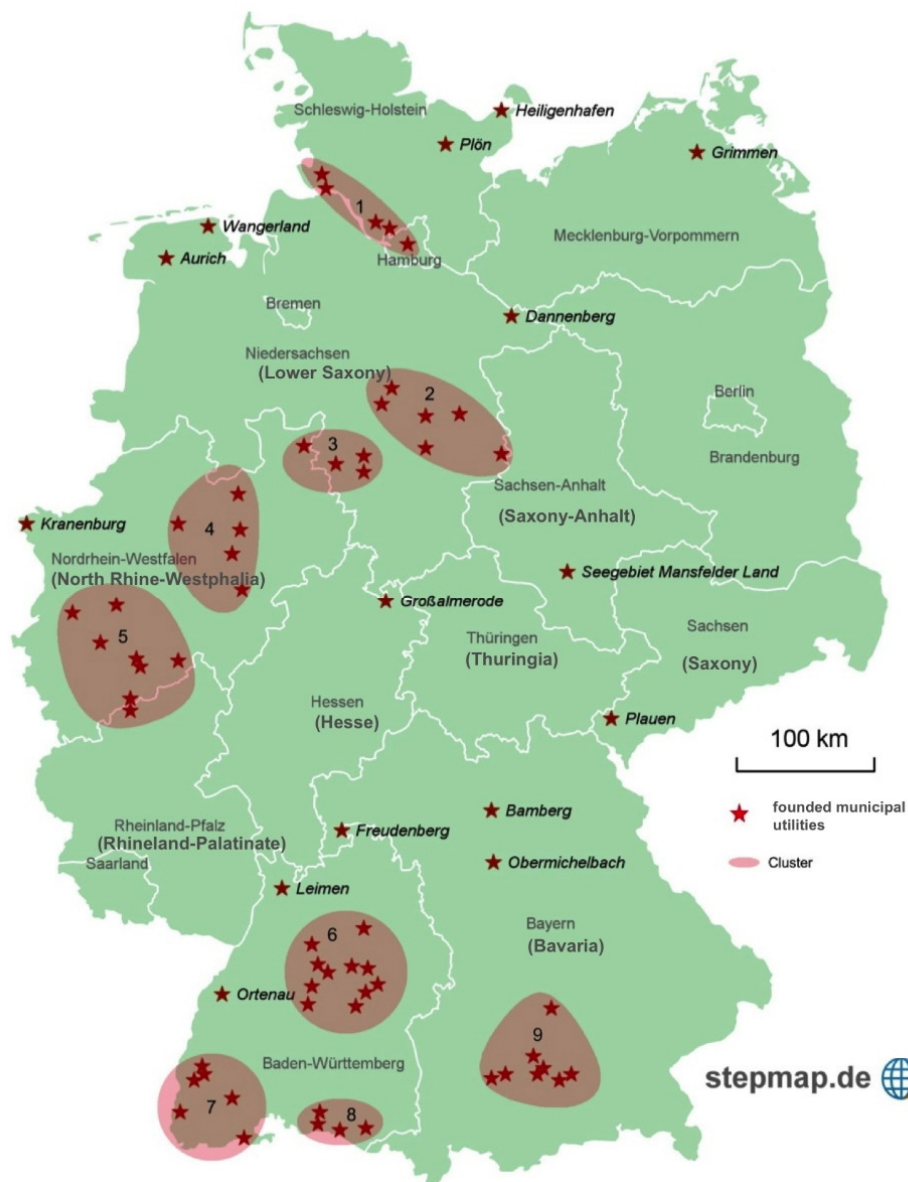 Schleswig-Holstein
Heiligenhafen
Plön
Grimmen
1
Wangerland
Mecklenburg-Vorpommern
Aurich
Hamburg
Bremen
Dannenberg
Niedersachsen
(Lower Saxony)
2
Berlin
3
Brandenburg
Sachsen-Anhalt
(Saxony-Anhalt)
4
Kranenburg
Nordrhein-Westfalen
(North Rhine-Westphalia)
Seegebiet Mansfelder Land
Großalmerode
5
Thüringen
(Thuringia)
Sachsen
(Saxony)
Hessen
(Hesse)
Plauen
100 km
founded municipal
utilities
Cluster
Bamberg
Rheinland-Pfalz
(Rhineland-Palatinate)
Freudenberg
Saarland
Obermichelbach
Leimen
6
Bayern
(Bavaria)
Ortenau
9
Baden-Württemberg
stepmap.de
7
8